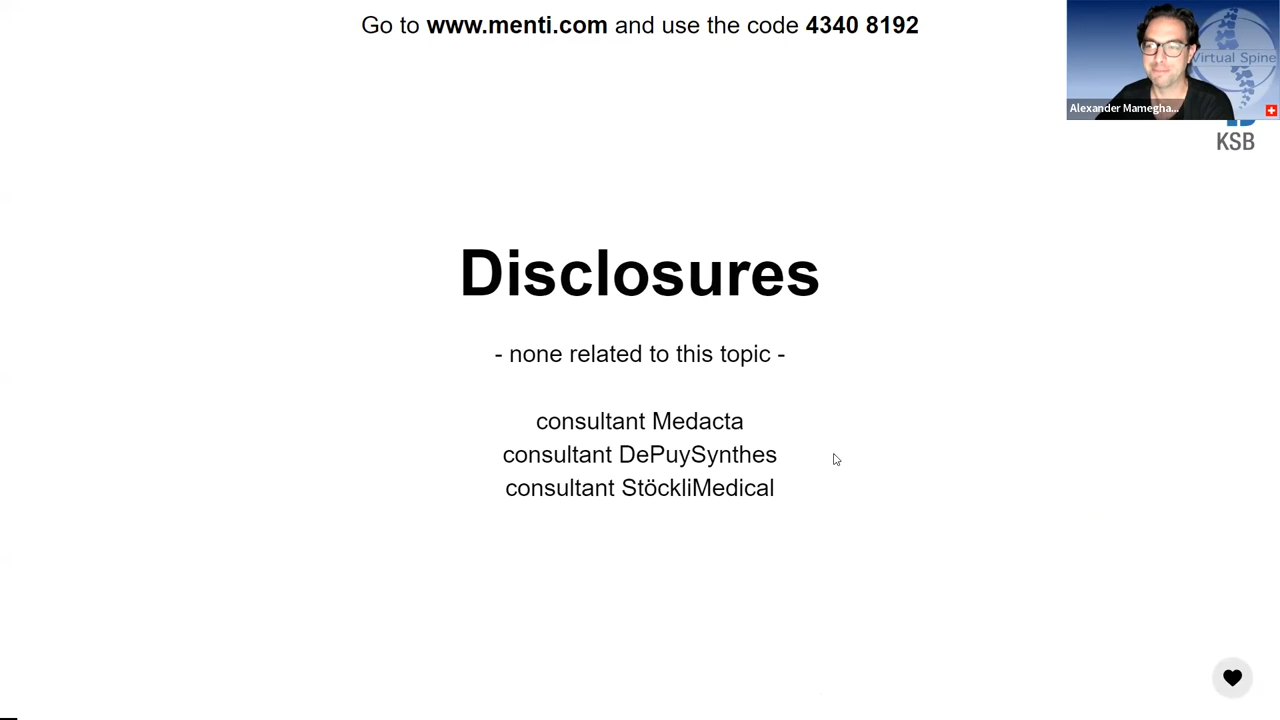 Go to www.menti.com and use the code 4340 8192
Virtual Spine
Alexander Mamegha...
KSB
Disclosures
- none related to this topic -
consultant Medacta
consultant DePuySynthes
consultant StöckliMedical